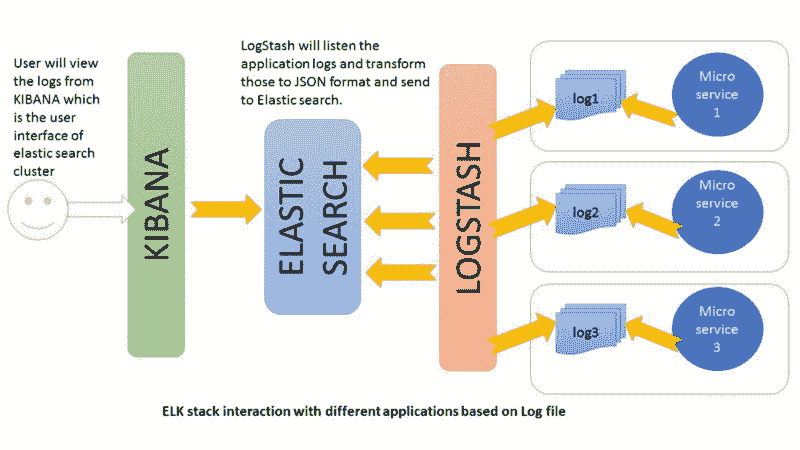 User will view
the logs from
KIBANA which
is the user
interface of
elastic search
cluster
LogStash will listen the
application logs and transform
those to JSON format and send
to Elastic search.
KIBANA
ELASTIC
SEARCH
LOGSTASH
log1
Micro
service
1
log2
Micro
service
2
log3
Micro
service
3
ELK stack interaction with different applications based on Log file